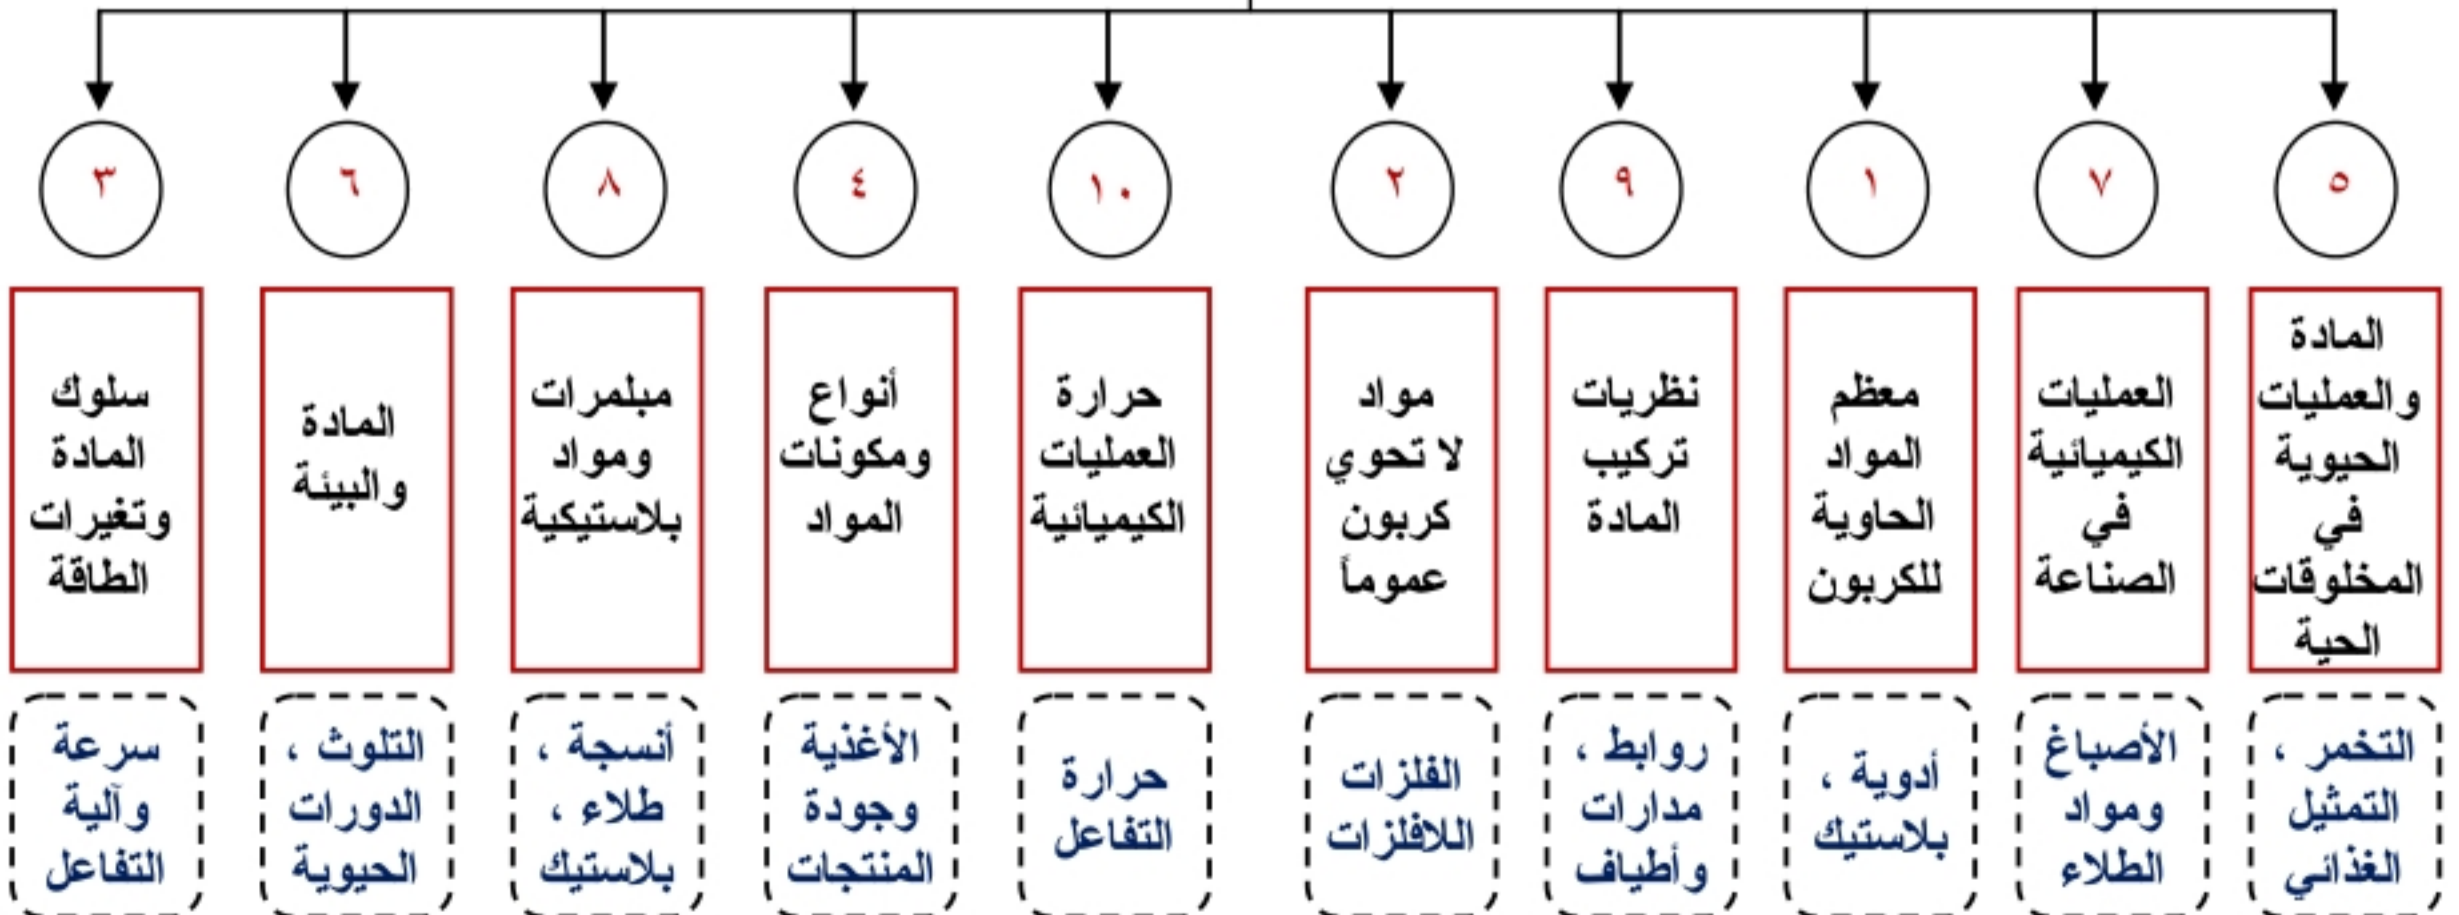 ٥
٧
١
٩
٢
١٠
٤
٨
٦
٣
المادة
والعمليات
الحيوية
في
المخلوقات
الحية
العمليات
الكيميائية
في
الصناعة
معظم
المواد
الحاوية
للكربون
نظريات
تركيب
المادة
مواد
لا تحوي
كربون
عموماً
حرارة
العمليات
الكيميائية
أنواع
ومكونات
المواد
مبلمرات
ومواد
بلاستيكية
المادة
والبيئة
سلوك
المادة
وتغيرات
الطاقة
التخمر ،
التمثيل
الغذائي
الأصباغ
ومواد
الطلاء
أدوية ،
بلاستيك
روابط ،
مدارات
وأطياف
الفلزات
اللافلزات
حرارة
التفاعل
الأغذية
وجودة
المنتجات
أنسجة ،
طلاء ،
بلاستيك
التلوث ،
الدورات
الحيوية
سرعة
وآلية
التفاعل